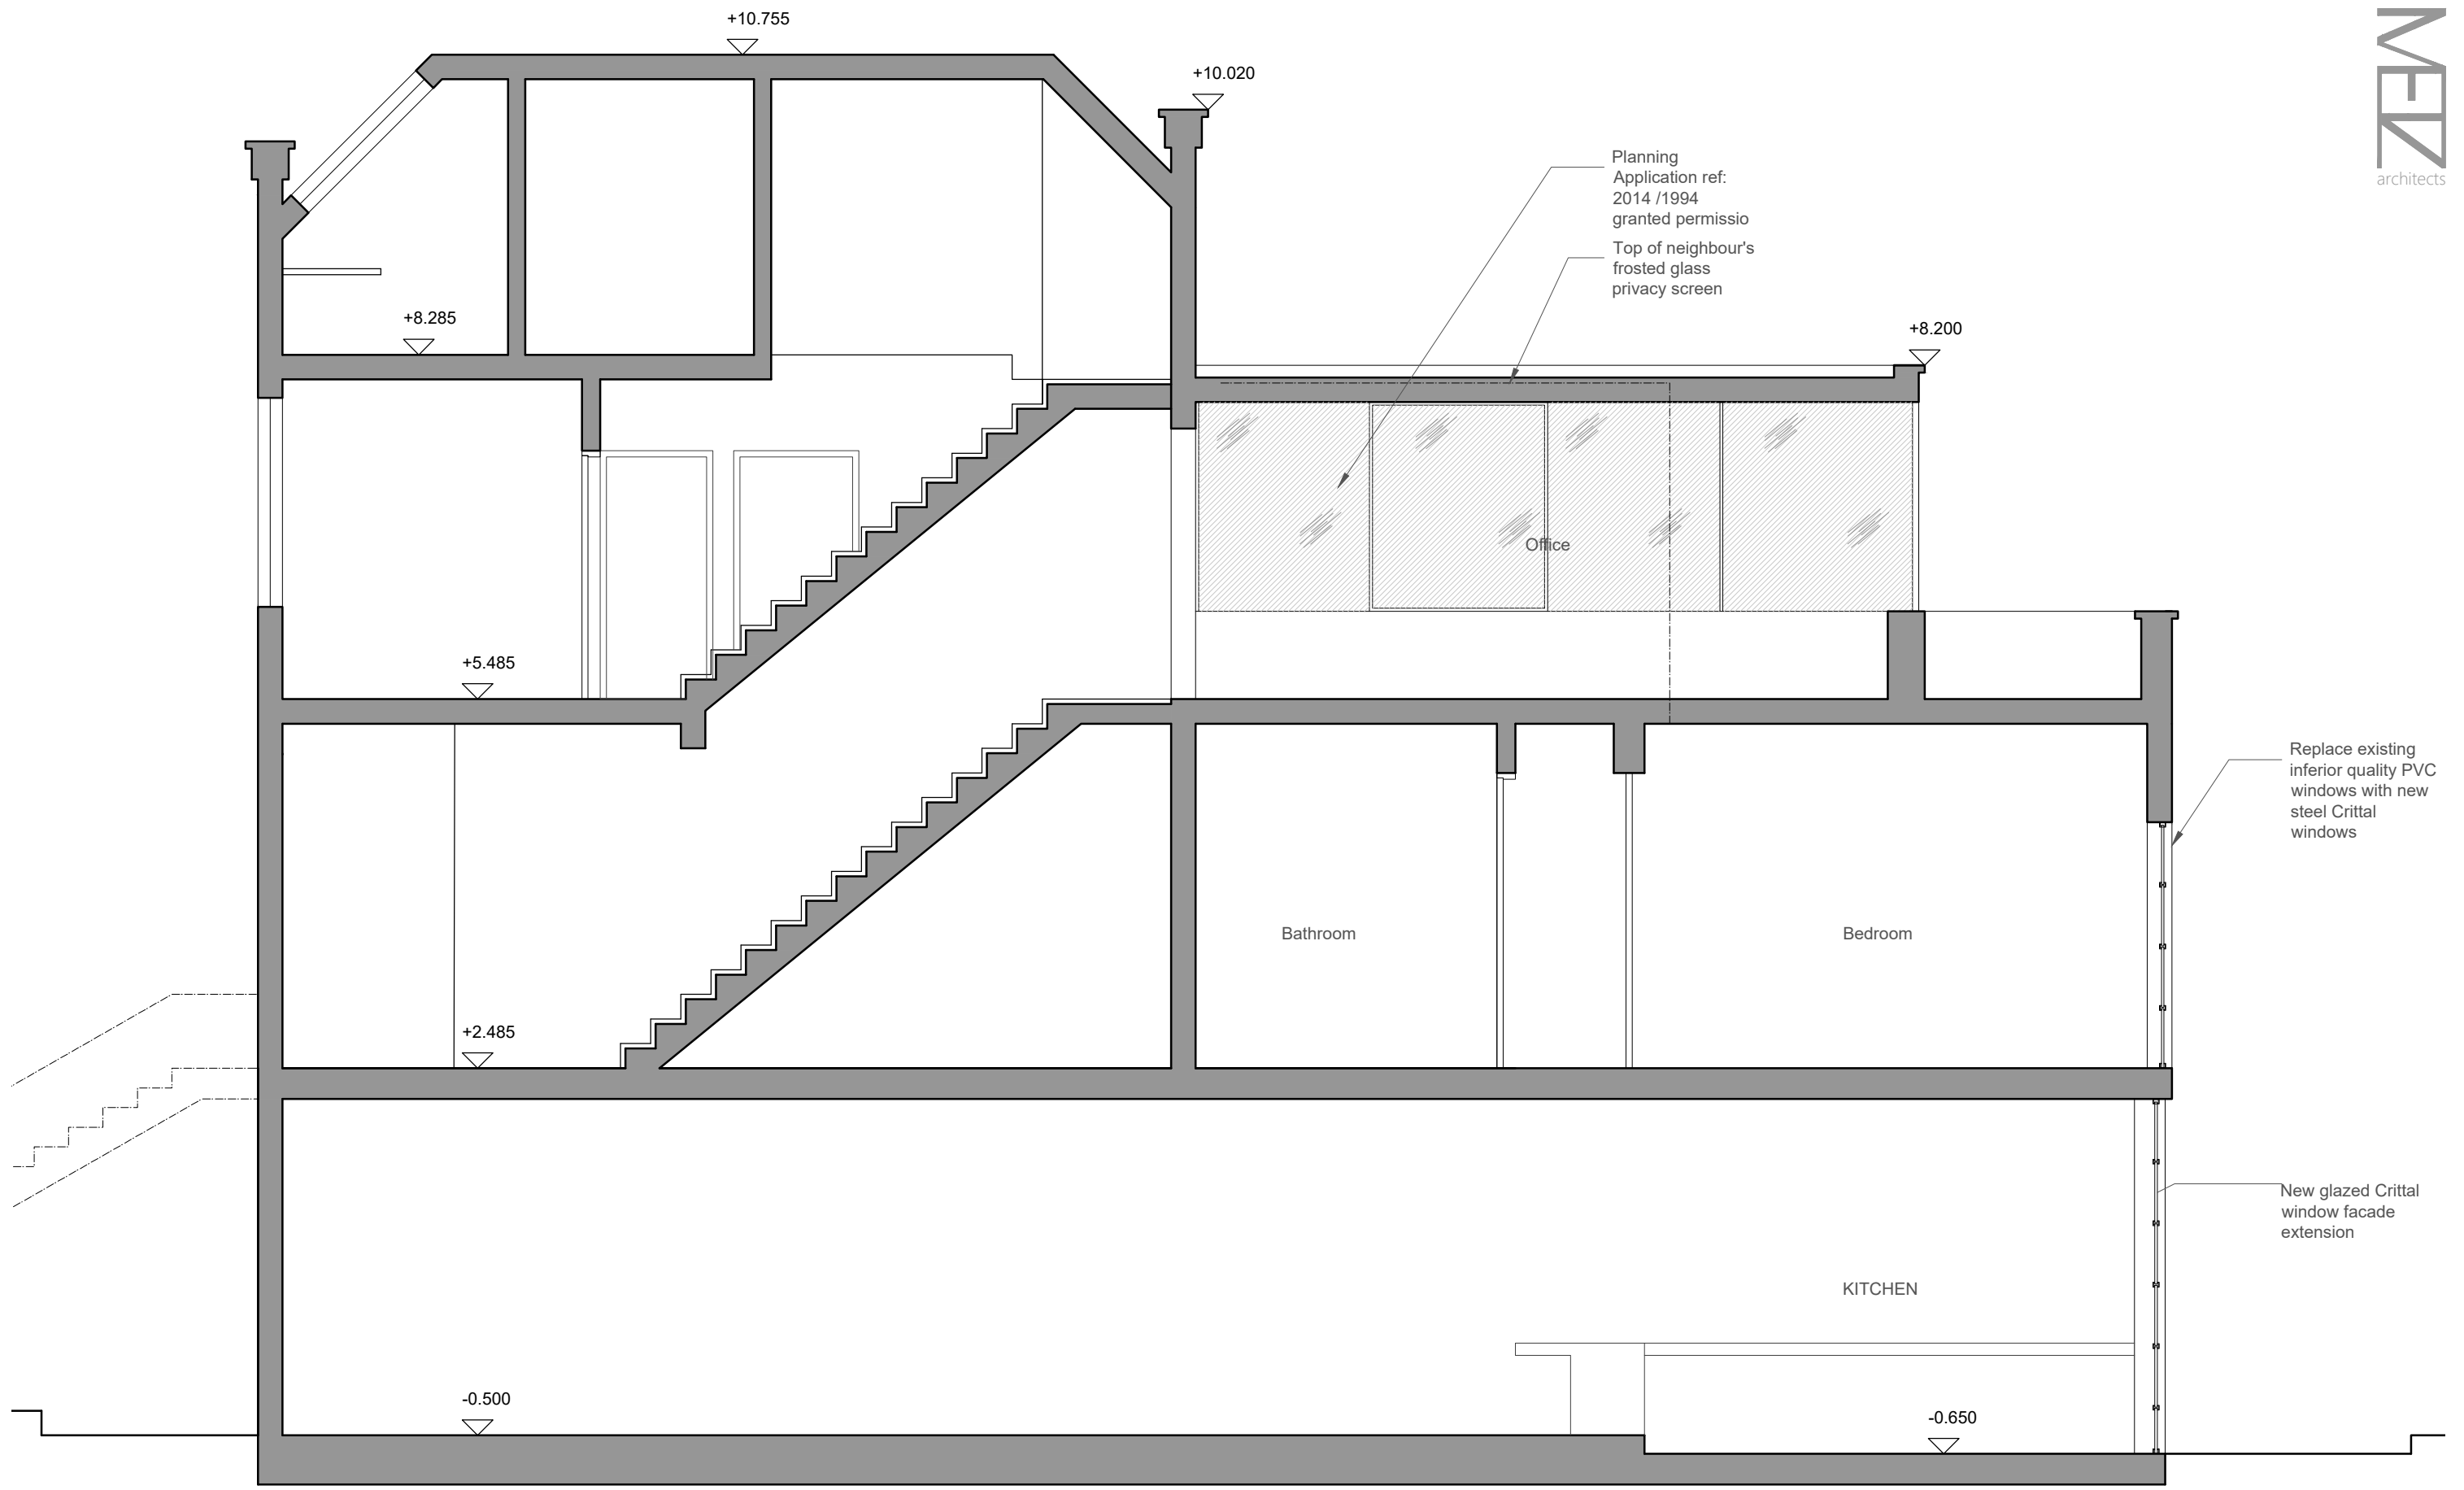 +10.755
+10.020
MEZ
architects
Planning
Application ref:
2014 /1994
granted permissio
Top of neighbour's
frosted glass
privacy screen
+8.285
+8.200
Office
+5.485
Replace existing
inferior quality PVC
windows with new
steel Crittal
windows
Bathroom
Bedroom
+2.485
New glazed Crittal
window facade
extension
KITCHEN
-0.500
-0.650